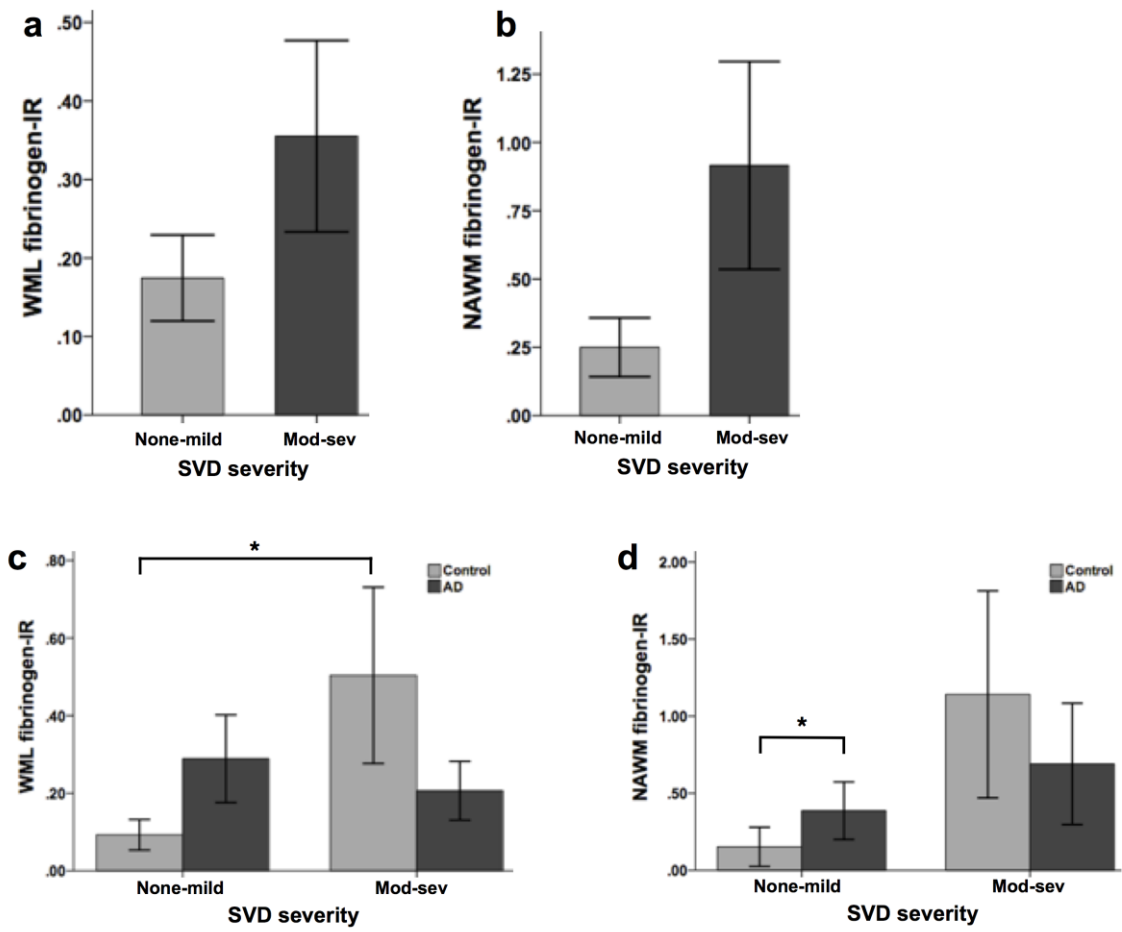 a
WML fibrinogen-IR
.50
.40
.30
.20
.10
.00
None-mild Mod-sev
SVD severity
b
NAWM fibrinogen-IR
1.25
1.00
.75
.50
.25
.00
None-mild Mod-sev
SVD severity
c
WML fibrinogen-IR
.80
.60
.40
.20
.00
*
Control
AD
None-mild Mod-sev
SVD severity
d
NAWM fibrinogen-IR
2.00
1.50
1.00
.50
.00
*
Control
AD
None-mild Mod-sev
SVD severity